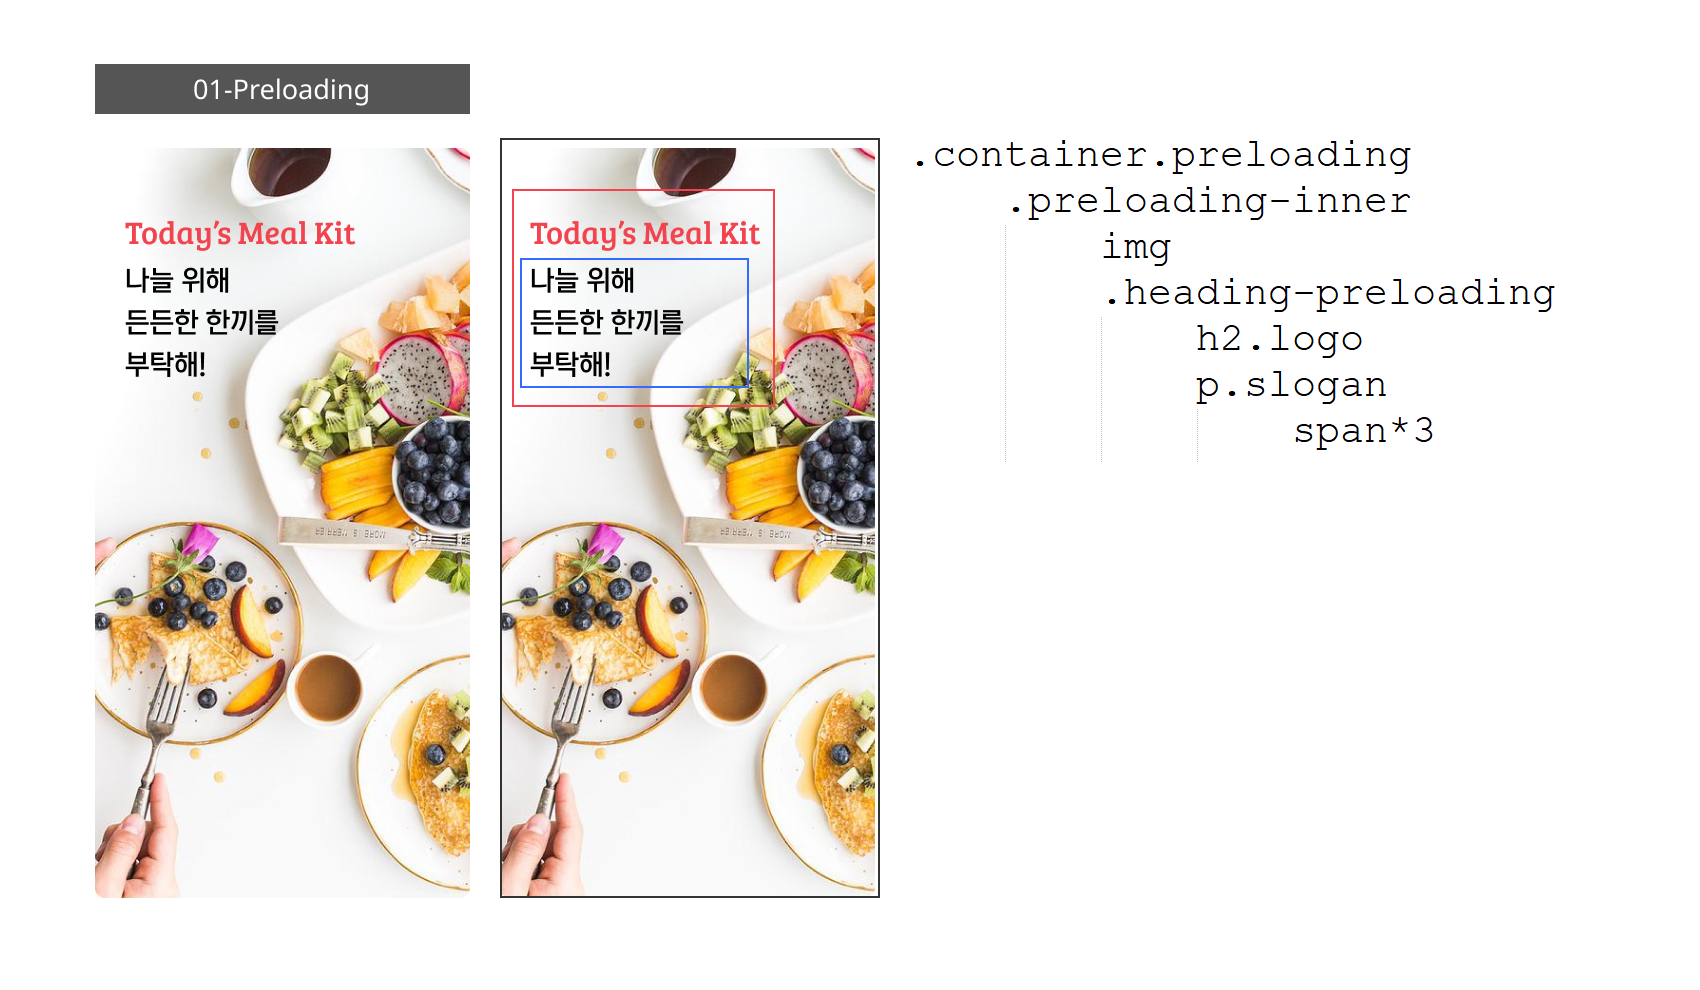 01-Preloading
Today's Meal Kit
나늘 위해
든든한 한끼를
부탁해!
Today's Meal Kit
나늘 위해
든든한 한끼를
부탁해!
.container.preloading
.preloading-inner
img
.heading-preloading
h2.logo
p.slogan
span*3